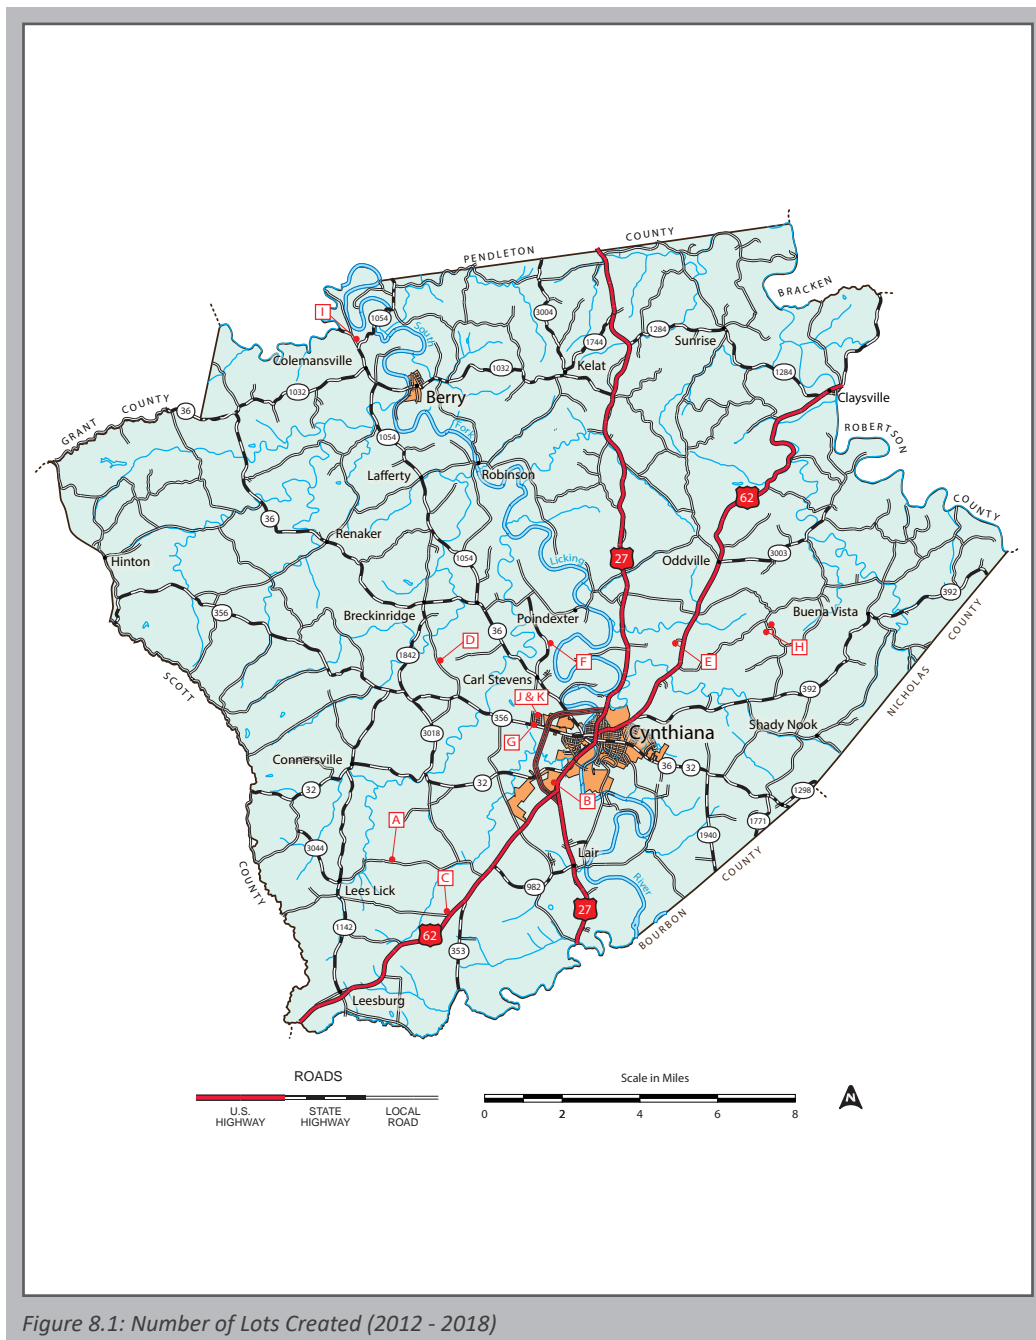 PENDLETON COUNTY
BRACKEN
I
1054
South
3004
1744
1284
Sunrise
Colemansville
Kelat
1032
1032
1284
Berry
Claysville
GRANT COUNTY
36
ROBERTSON
Fork
1054
Lafferty
Robinson
62
COUNTY
36
Renaker
Hinton
1054
Licking
27
Oddville
3003
392
356
Breckinridge
Poindexter
Buena Vista
36
D
F
E
H
1842
SCOTT
Carl Stevens
J & K
392
NICHOLAS COUNTY
356
G
3018
Cynthiana
Shady Nook
Connersville
36
32
32
32
B
1298
A
1771
1940
3044
Lair
COUNTY
Lees Lick
C
982
River
COUNTY
27
1142
62
353
BOURBON
Leesburg
ROADS
U.S. HIGHWAY
STATE HIGHWAY
LOCAL ROAD
Scale in Miles
0 2 4 6 8
N
Figure 8.1: Number of Lots Created (2012 - 2018)